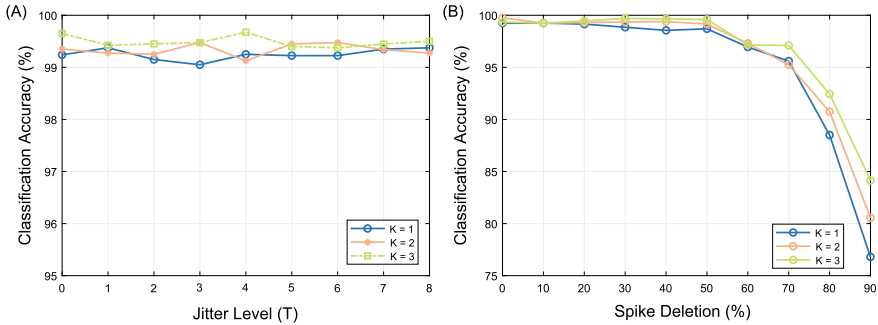 (A)
Classification Accuracy (%)
100
99
98
97
96
95
0 1 2 3 4 5 6 7 8
Jitter Level (T)
K = 1
K = 2
K = 3
(B)
Classification Accuracy (%)
100
95
90
85
80
75
0 10 20 30 40 50 60 70 80 90
Spike Deletion (%)
K = 1
K = 2
K = 3